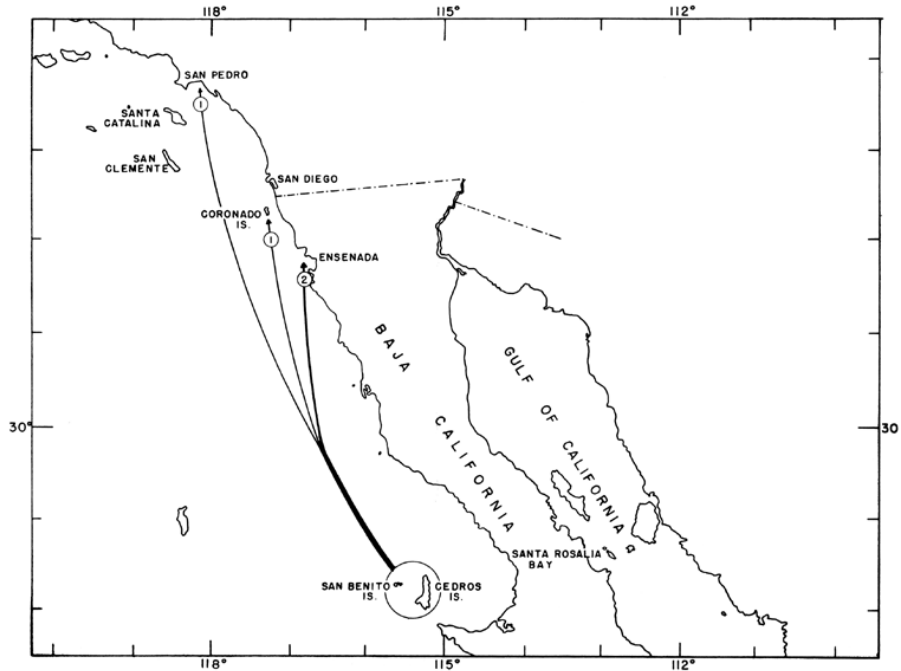 118°
115°
112°
SAN PEDRO
1
SANTA
CATALINA
SAN
CLEMENTE
SAN DIEGO
CORONADO
IS.
1
ENSENADA
2
BAJA
CALIFORNIA
GULF OF CALIFORNIA
30°
30
SANTA ROSALIA
BAY
SAN BENITO
IS.
CEDROS
IS.
118°
115°
112°